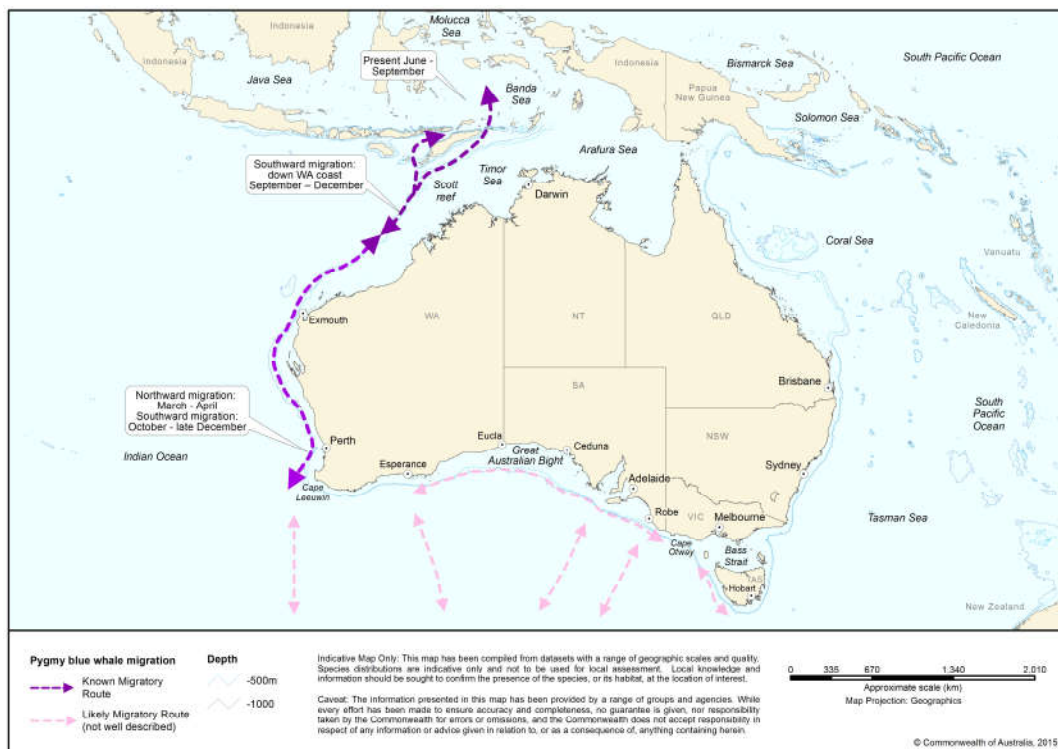 Indonesia
Molucca
Sea
Indonesia
Present June -
September
Java Sea
Banda
Sea
Indonesia
Bismarck Sea
South Pacific Ocean
Papua
New Guinea
Solomon Sea
Southward migration:
down WA coast
September – December
Timor
Sea
Arafura Sea
Scott
reef
Darwin
Coral Sea
Vanuatu
Exmouth
WA
NT
QLD
New
Caledonia
SA
Brisbane
Northward migration:
March - April
Southward migration:
October - late December
South
Pacific
Ocean
Perth
Eucla
Great
Australian Bight
Ceduna
NSW
Indian Ocean
Esperance
Sydney
Cape
Leeuwin
Adelaide
Robe
VIC
Melbourne
Tasman Sea
Cape
Otway
Bass
Strait
TAS
Hobart
New Zealand
Pygmy blue whale migration
Known Migratory
Route
Likely Migratory Route
(not well described)
Depth
-500m
-1000
Indicative Map Only: This map has been compiled from datasets with a range of geographic scales and quality.
Species distributions are indicative only and not to be used for local assessment. Local knowledge and
information should be sought to confirm the presence of the species, or its habitat, at the location of interest.
Caveat: The information presented in this map has been provided by a range of groups and agencies. While
every effort has been made to ensure accuracy and completeness, no guarantee is given, nor responsibility
taken by the Commonwealth for errors or omissions, and the Commonwealth does not accept responsibility in
respect of any information or advice given in relation to, or as a consequence of, anything containing herein.
0 335 670 1.340 2.010
Approximate scale (km)
Map Projection: Geographics
© Commonwealth of Australia, 2015